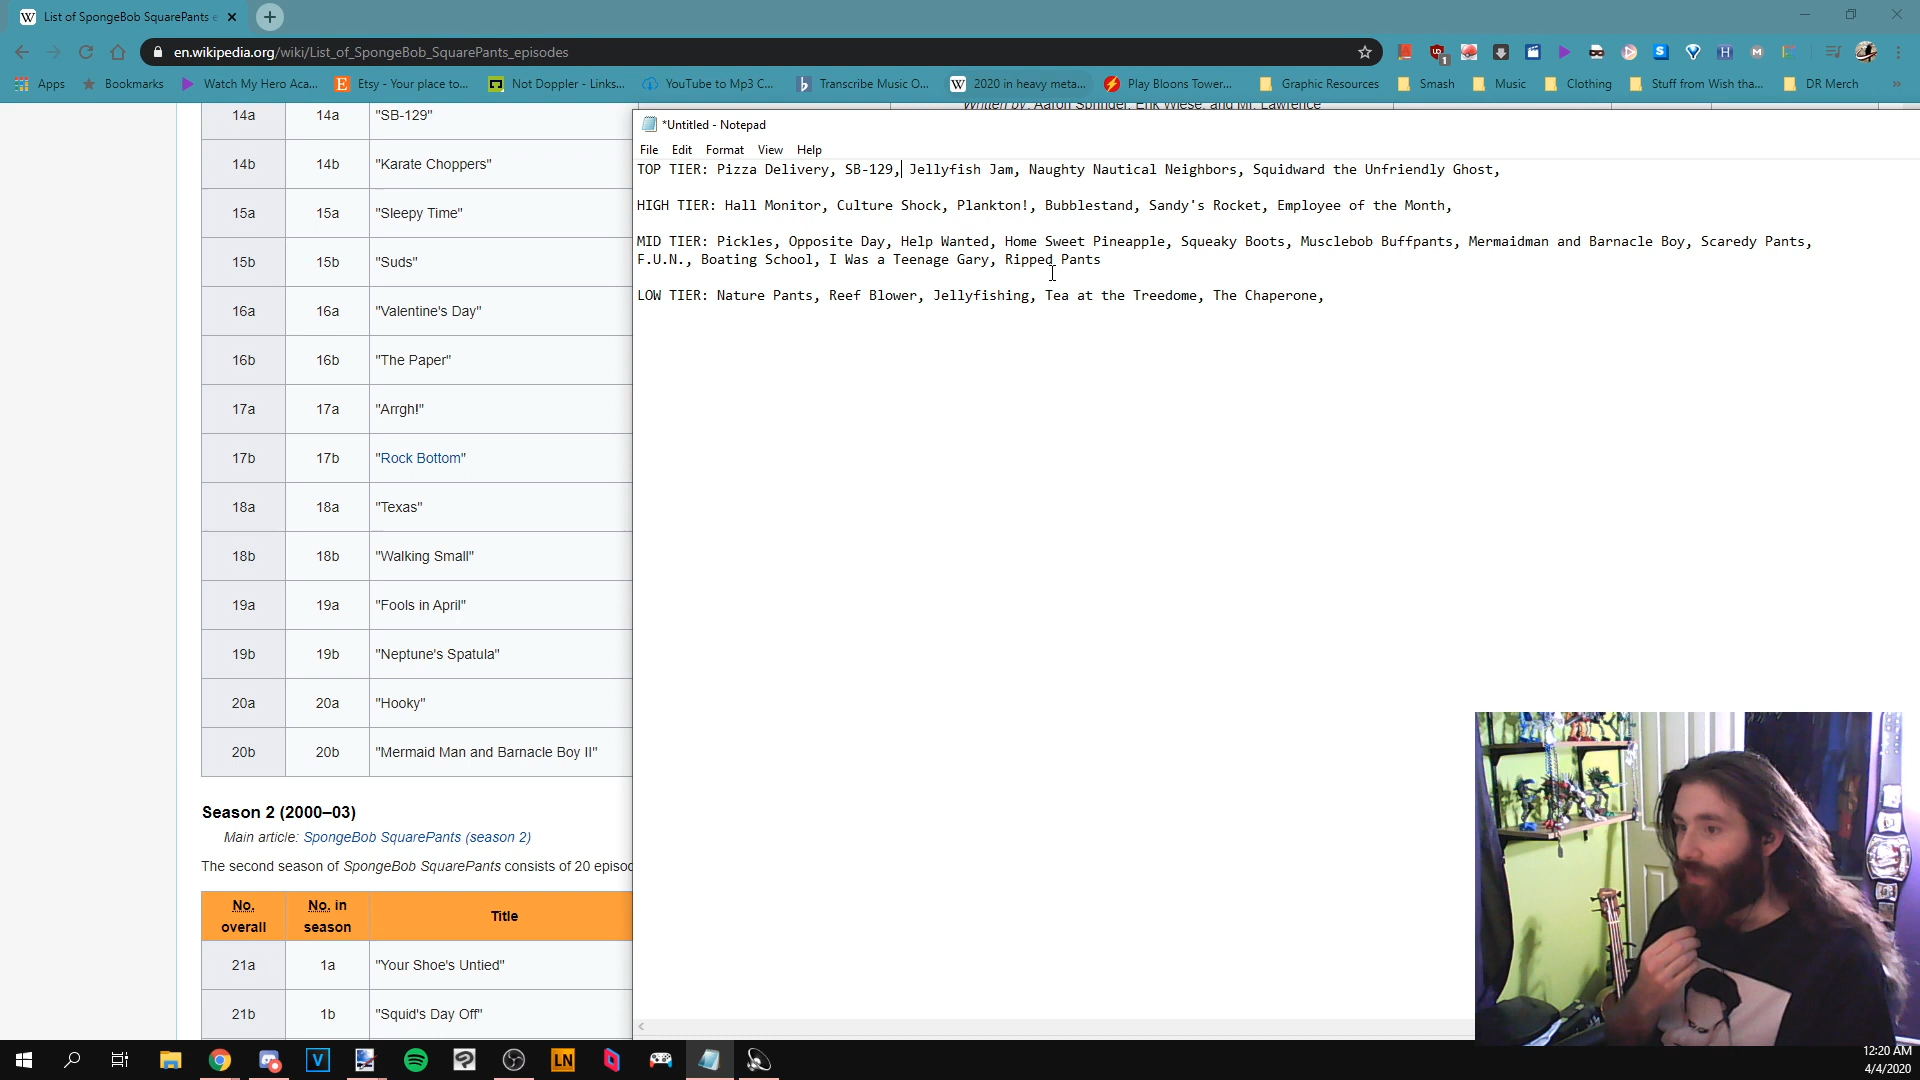 List of SpongeBob SquarePants e
en.wikipedia.org/wiki/List_of_SpongeBob_SquarePants_episodes
Apps
Bookmarks
Watch My Hero Aca...
Etsy - Your place to...
Not Doppler - Links...
YouTube to Mp3 C...
Transcribe Music O...
2020 in heavy meta...
Play Bloons Tower...
Graphic Resources
Smash
Music
Clothing
Stuff from Wish tha...
DR Merch
Written by: Aaron Springer, Erik Wiese, and Mr. Lawrence
14a 14a "SB-129"
14b 14b "Karate Choppers"
15a 15a "Sleepy Time"
15b 15b "Suds"
16a 16a "Valentine's Day"
16b 16b "The Paper"
17a 17a "Arrgh!"
17b 17b "Rock Bottom"
18a 18a "Texas"
18b 18b "Walking Small"
19a 19a "Fools in April"
19b 19b "Neptune's Spatula"
20a 20a "Hooky"
20b 20b "Mermaid Man and Barnacle Boy II"
Season 2 (2000–03)
Main article: SpongeBob SquarePants (season 2)
The second season of SpongeBob SquarePants consists of 20 episod
No. overall
No. in season
Title
21a 1a "Your Shoe's Untied"
21b 1b "Squid's Day Off"
*Untitled - Notepad
File Edit Format View Help
TOP TIER: Pizza Delivery, SB-129, Jellyfish Jam, Naughty Nautical Neighbors, Squidward the Unfriendly Ghost,
HIGH TIER: Hall Monitor, Culture Shock, Plankton!, Bubblestand, Sandy's Rocket, Employee of the Month,
MID TIER: Pickles, Opposite Day, Help Wanted, Home Sweet Pineapple, Squeaky Boots, Musclebob Buffpants, Mermaidman and Barnacle Boy, Scaredy Pants,
F.U.N., Boating School, I Was a Teenage Gary, Ripped Pants
LOW TIER: Nature Pants, Reef Blower, Jellyfishing, Tea at the Treedome, The Chaperone,
12:20 AM
4/4/2020